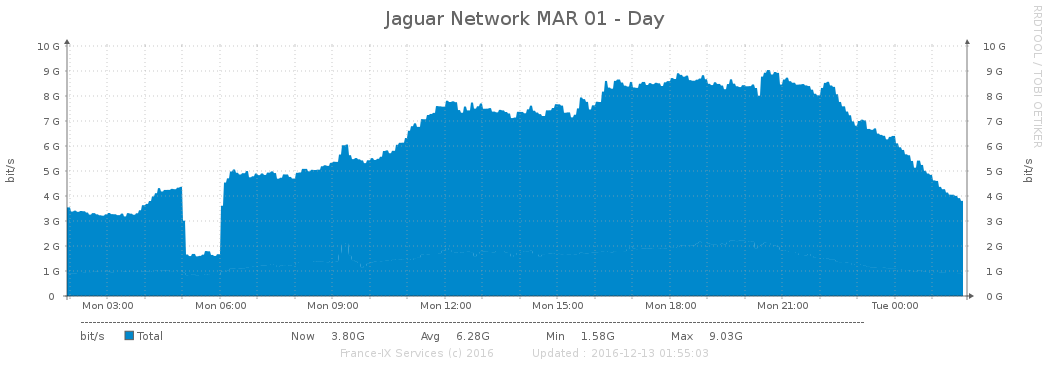 Jaguar Network MAR 01 - Day
RRDTOOL / TOBI OETIKER
10 G 10 G
9 G 9 G
8 G 8 G
7 G 7 G
6 G 6 G
5 G 5 G
4 G 4 G
3 G 3 G
2 G 2 G
1 G 1 G
0 0 G
bit/s
bit/s
Mon 03:00 Mon 06:00 Mon 09:00 Mon 12:00 Mon 15:00 Mon 18:00 Mon 21:00 Tue 00:00
bit/s Total Now 3.80G Avg 6.28G Min 1.58G Max 9.03G
France-IX Services (c) 2016 Updated : 2016-12-13 01:55:03